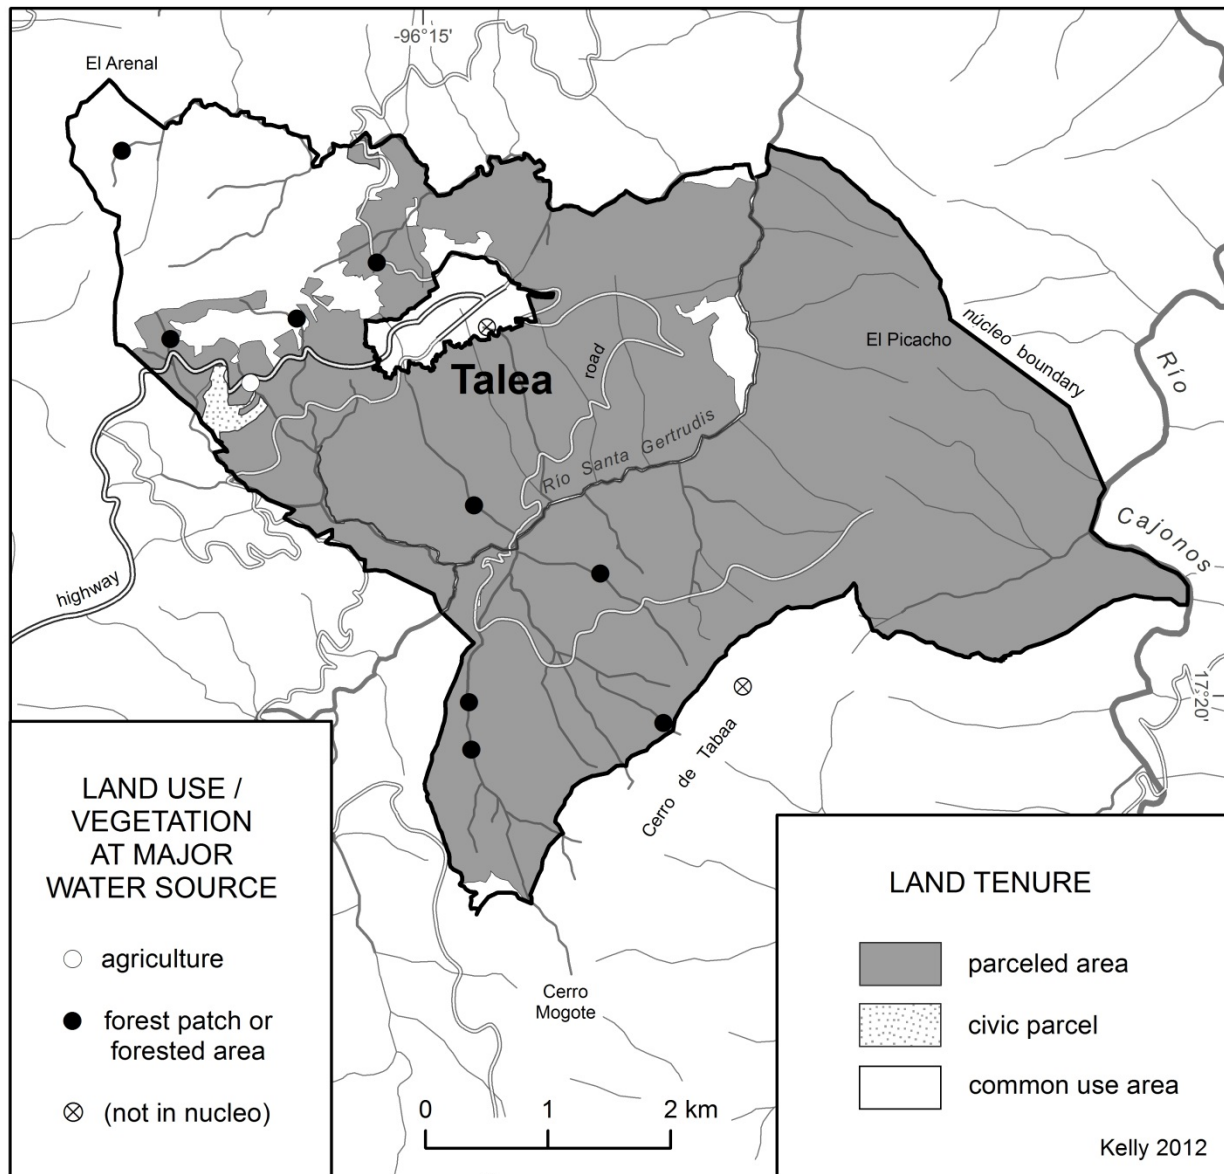 -96°15'
El Arenal
El Picacho
núcleo boundary
Río
Cajonos
Talea
road
Río Santa Gertrudis
highway
17°20'
Cerro de Tabaa
Cerro
Mogote
LAND USE /
VEGETATION
AT MAJOR
WATER SOURCE
agriculture
forest patch or
forested area
(not in nucleo)
0 1 2 km
LAND TENURE
parceled area
civic parcel
common use area
Kelly 2012